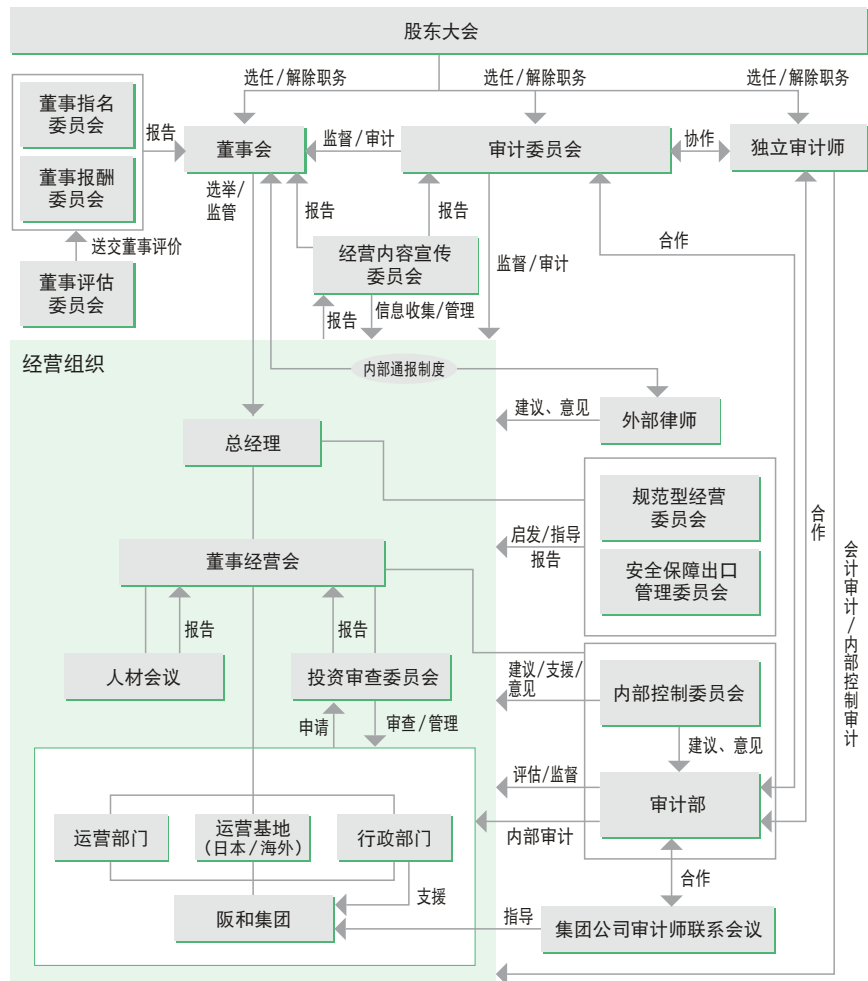 股东大会
选任/解除职务
选任/解除职务
选任/解除职务
董事指名
委员会
董事报酬
委员会
报告
董事会
监督/审计
审计委员会
协作
独立审计师
选举/
监管
报告
报告
合作
送交董事评价
董事评估
委员会
经营内容宣传
委员会
监督/审计
报告
信息收集/管理
经营组织
内部通报制度
建议、意见
外部律师
总经理
规范型经营
委员会
启发/指导
报告
安全保障出口
管理委员会
合作
会计审计/内部控制审计
董事经营会
报告
报告
人材会议
投资审查委员会
建议/支援/
意见
内部控制委员会
申请
审查/管理
建议、意见
评估/监督
审计部
内部审计
运营部门
运营基地
(日本/海外)
行政部门
支援
合作
阪和集团
指导
集团公司审计师联系会议